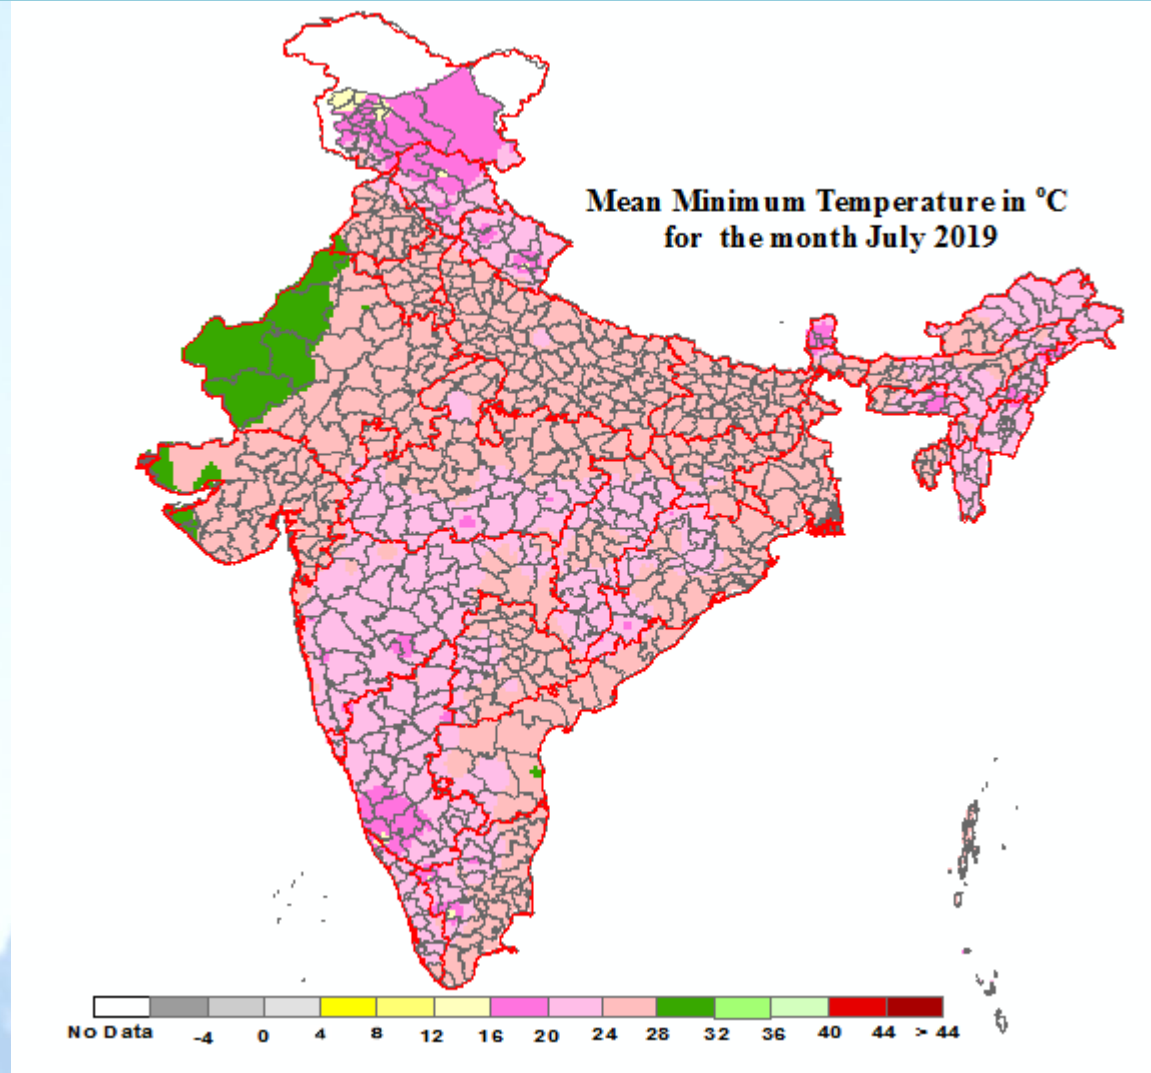 Mean Minimum Temperature in °C
for the month July 2019
No Data -4 0 4 8 12 16 20 24 28 32 36 40 44 > 44